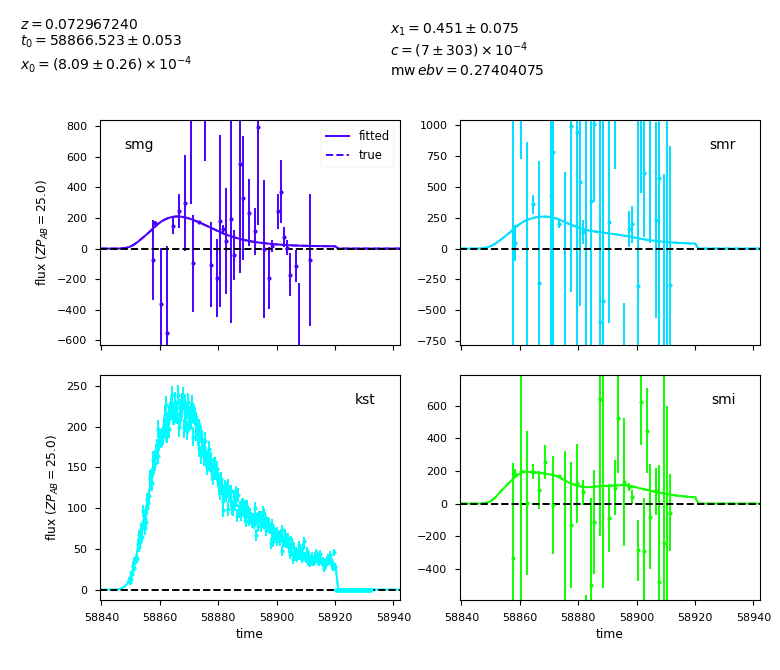 z = 0.072967240
t₀ = 58866.523 ± 0.053
x₀ = (8.09 ± 0.26) × 10⁻⁴
x₁ = 0.451 ± 0.075
c = (7 ± 303) × 10⁻⁴
mw ebv = 0.27404075
smg
fitted
true
800
600
400
200
0
−200
−400
−600
flux (ZP_AB = 25.0)
smr
1000
750
500
250
0
−250
−500
−750
kst
250
200
150
100
50
0
flux (ZP_AB = 25.0)
58840 58860 58880 58900 58920 58940
time
smi
600
400
200
0
−200
−400
58840 58860 58880 58900 58920 58940
time